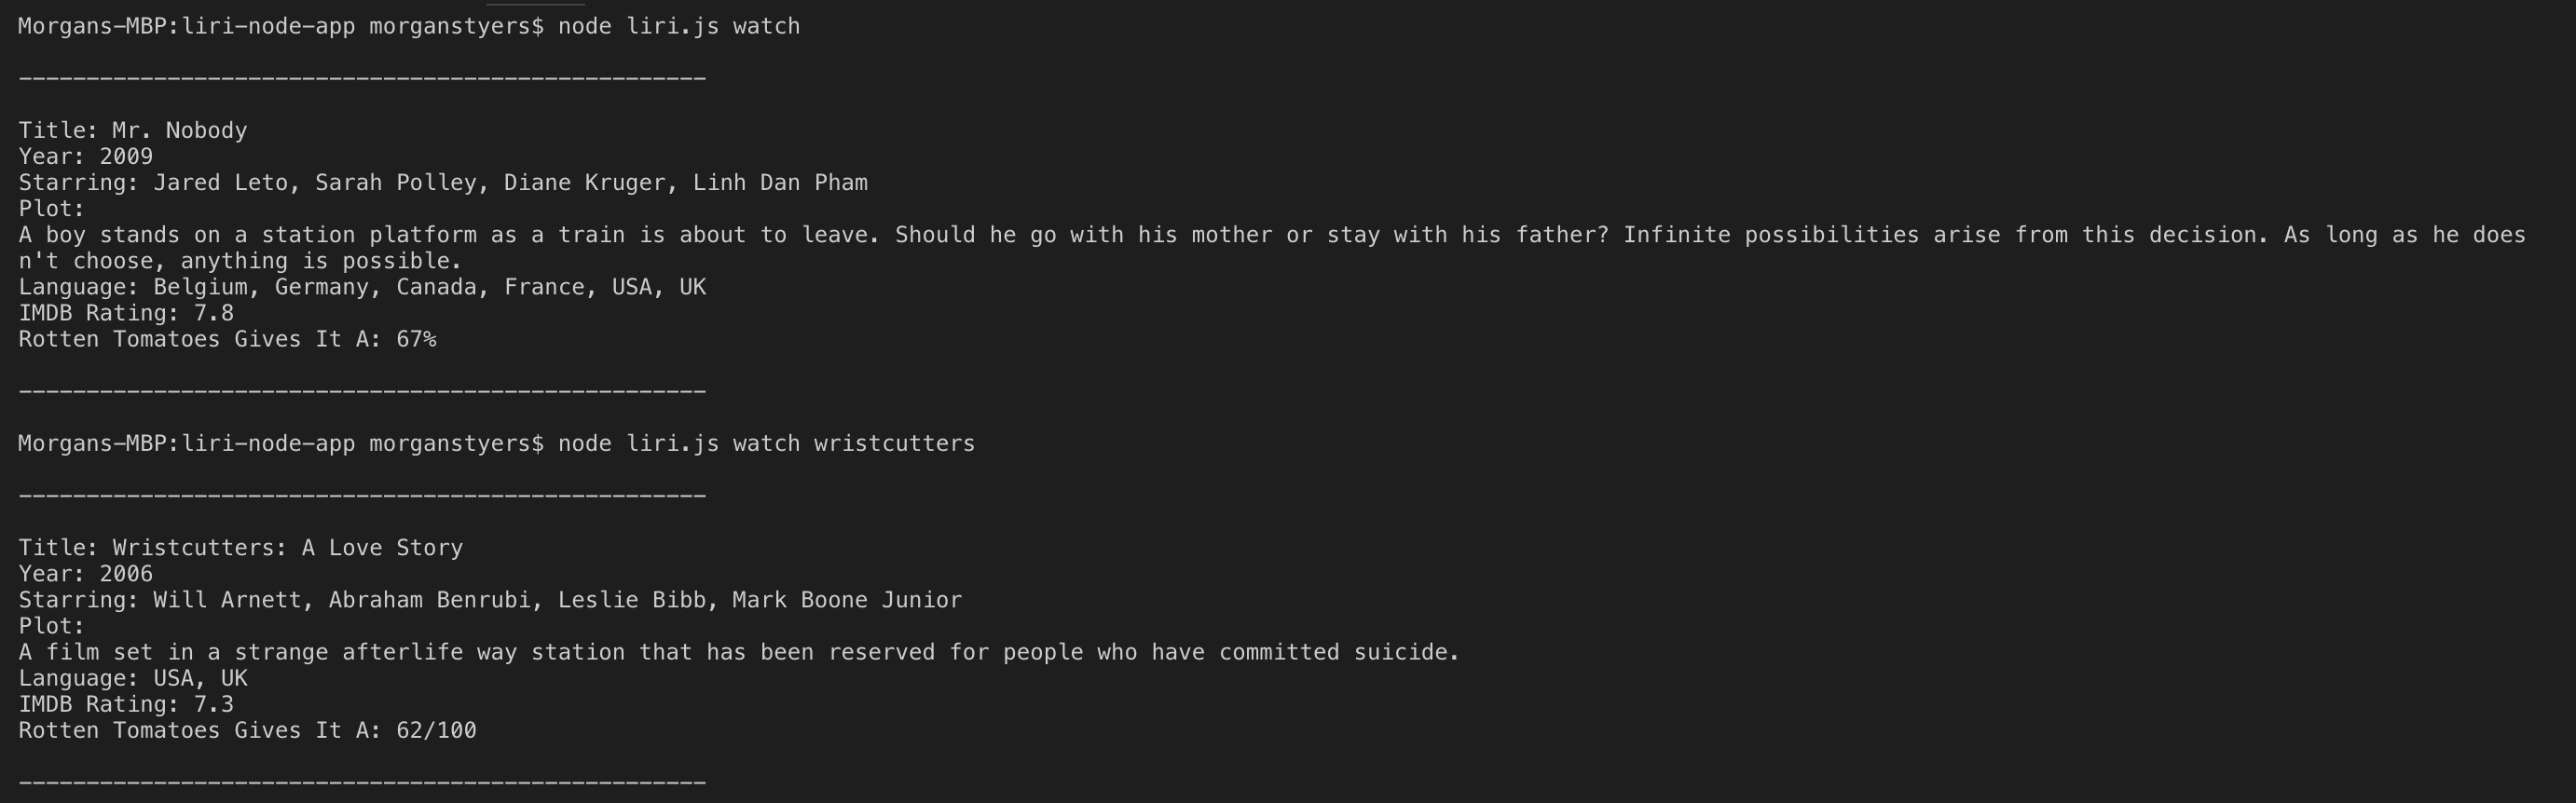 Morgans-MBP:liri-node-app morganstyers$ node liri.js watch
---------------------------------------------------
Title: Mr. Nobody
Year: 2009
Starring: Jared Leto, Sarah Polley, Diane Kruger, Linh Dan Pham
Plot:
A boy stands on a station platform as a train is about to leave. Should he go with his mother or stay with his father? Infinite possibilities arise from this decision. As long as he does
n't choose, anything is possible.
Language: Belgium, Germany, Canada, France, USA, UK
IMDB Rating: 7.8
Rotten Tomatoes Gives It A: 67%
---------------------------------------------------
Morgans-MBP:liri-node-app morganstyers$ node liri.js watch wristcutters
---------------------------------------------------
Title: Wristcutters: A Love Story
Year: 2006
Starring: Will Arnett, Abraham Benrubi, Leslie Bibb, Mark Boone Junior
Plot:
A film set in a strange afterlife way station that has been reserved for people who have committed suicide.
Language: USA, UK
IMDB Rating: 7.3
Rotten Tomatoes Gives It A: 62/100
---------------------------------------------------